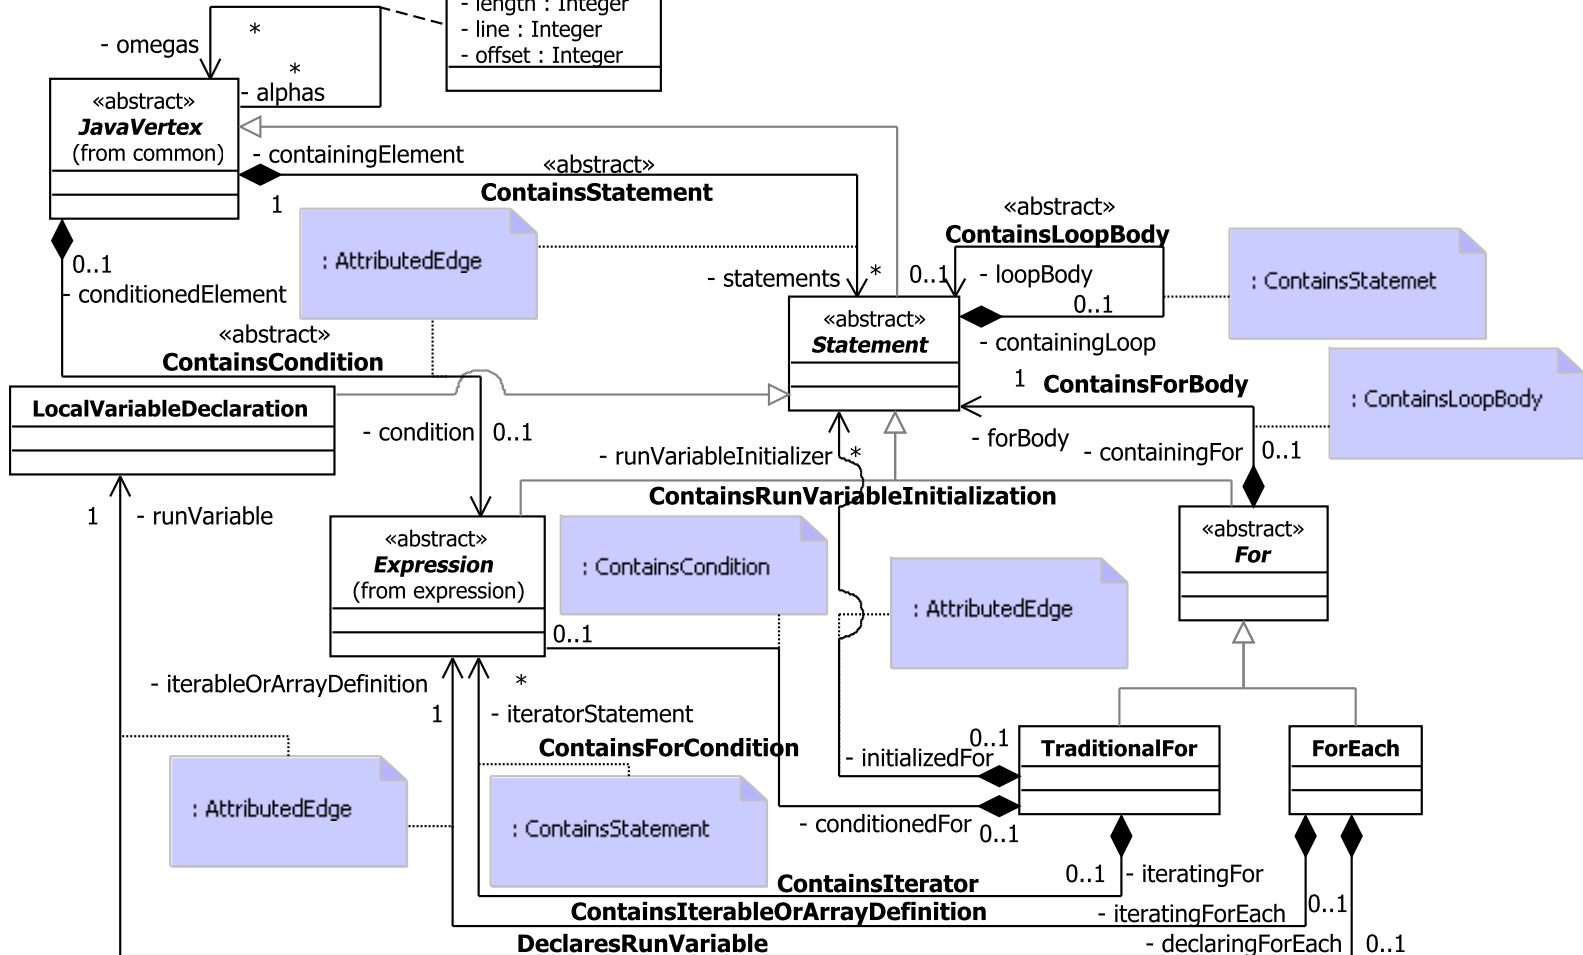 - length : Integer
- line : Integer
- offset : Integer
- omegas
*
*
- alphas
«abstract»
JavaVertex
(from common)
- containingElement
«abstract»
ContainsStatement
1
: AttributedEdge
0..1
- conditionedElement
«abstract»
ContainsCondition
- statements
*
«abstract»
ContainsLoopBody
0..1
- loopBody
0..1
- containingLoop
: ContainsStatemet
«abstract»
Statement
1
ContainsForBody
: ContainsLoopBody
- forBody
- containingFor
0..1
LocalVariableDeclaration
- condition
0..1
- runVariableInitializer
*
ContainsRunVariableInitialization
1
- runVariable
«abstract»
Expression
(from expression)
: ContainsCondition
: AttributedEdge
«abstract»
For
0..1
- iterableOrArrayDefinition
1
*
- iteratorStatement
ContainsForCondition
0..1
- initializedFor
TraditionalFor
ForEach
: AttributedEdge
: ContainsStatement
- conditionedFor
0..1
0..1
- iteratingFor
ContainsIterator
ContainsIterableOrArrayDefinition
- iteratingForEach
0..1
DeclaresRunVariable
- declaringForEach
0..1